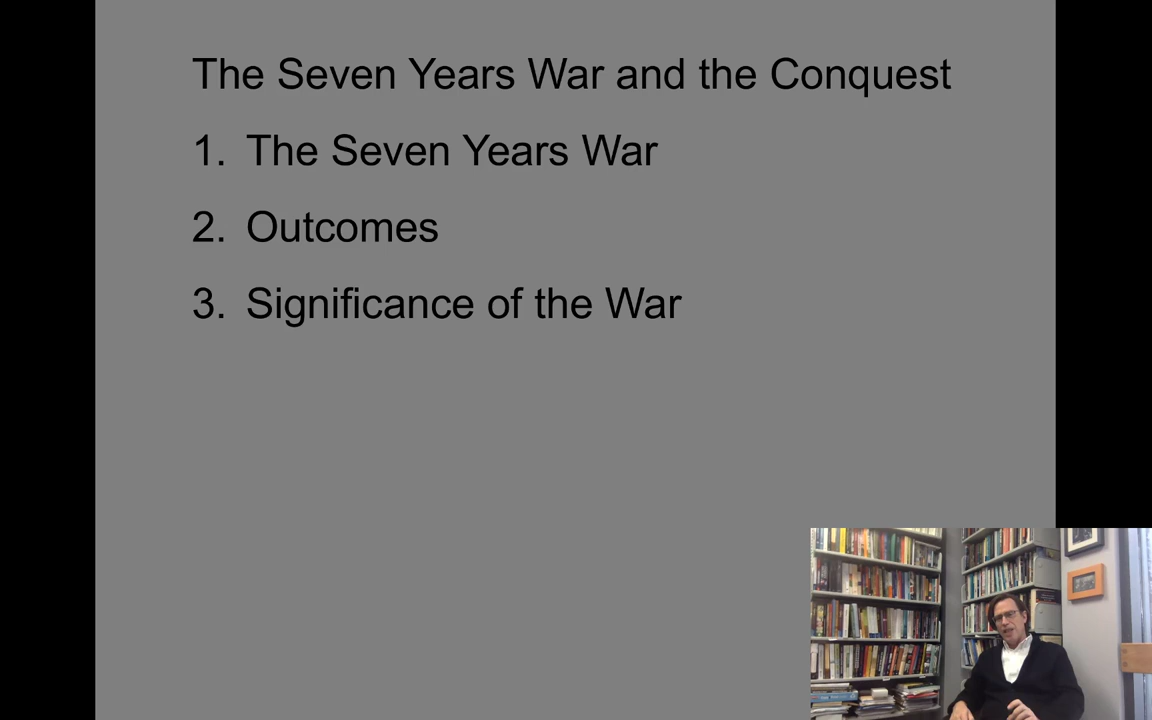 The Seven Years War and the Conquest
1. The Seven Years War
2. Outcomes
3. Significance of the War